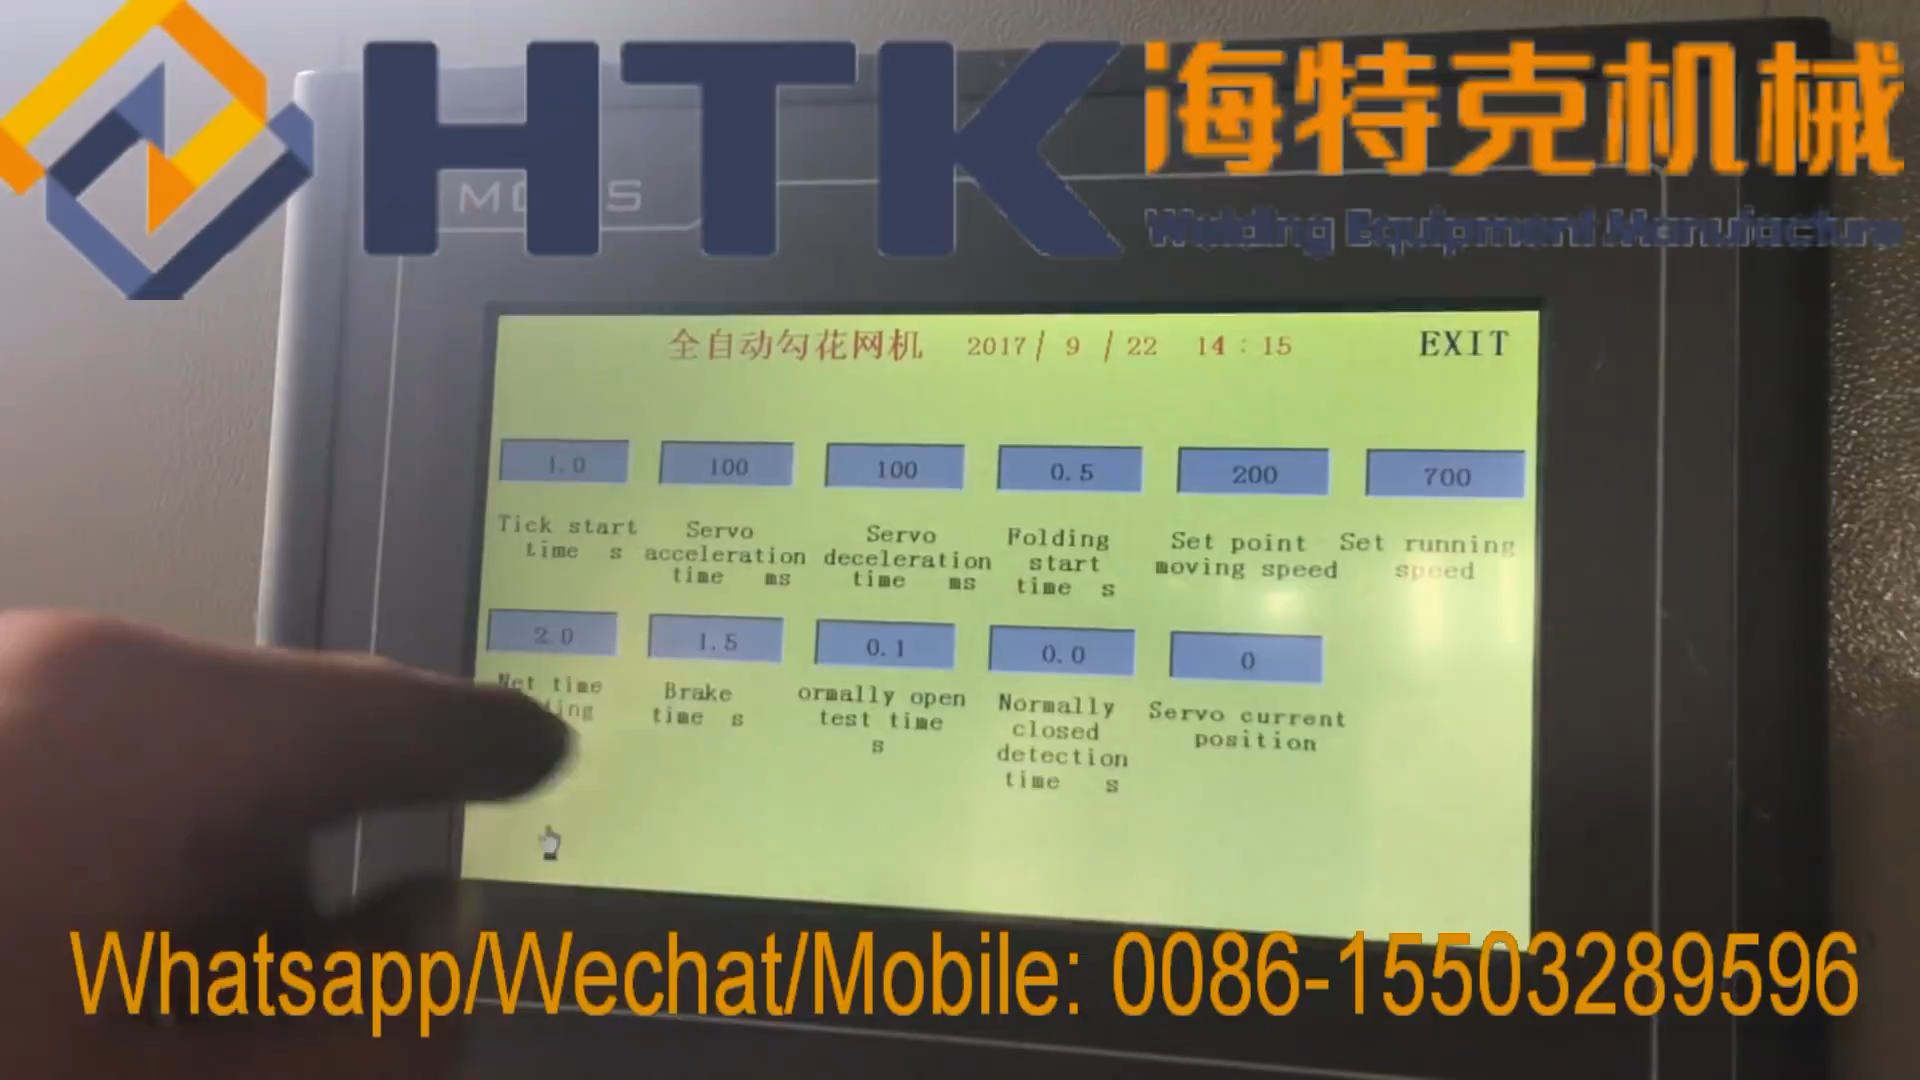 HTK 海特克机械
Welding Equipment Manufacture
全自动勾花网机 2017/ 9 /22 14:15 EXIT
1.0 100 100 0.5 200 700
Tick start
time s
Servo
acceleration
time ms
Servo
deceleration
time ms
Folding
start
time s
Set point
moving speed
Set running
speed
2.0 1.5 0.1 0.0 0
Net time
Brake
time s
ormally open
test time
s
Normally
closed
detection
time s
Servo current
position
Whatsapp/Wechat/Mobile: 0086-15503289596